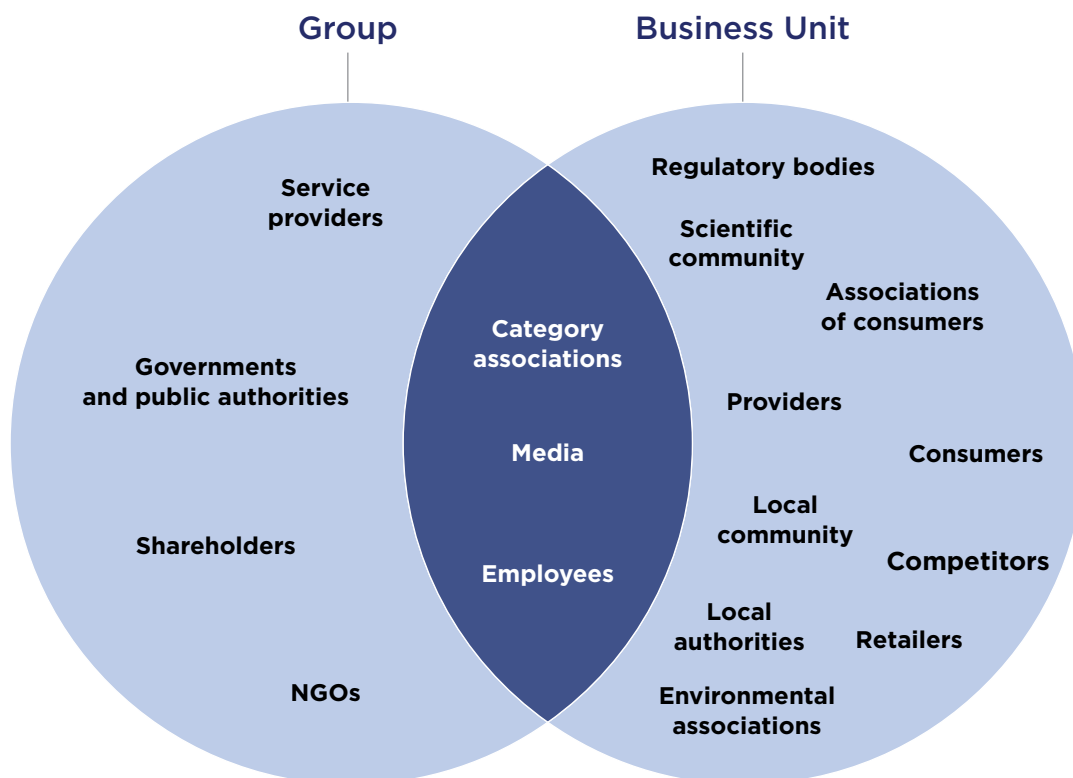 Group
Business Unit
Service
providers
Governments
and public authorities
Shareholders
NGOs
Category
associations
Media
Employees
Regulatory bodies
Scientific
community
Associations
of consumers
Providers
Consumers
Local
community
Competitors
Local
authorities
Retailers
Environmental
associations